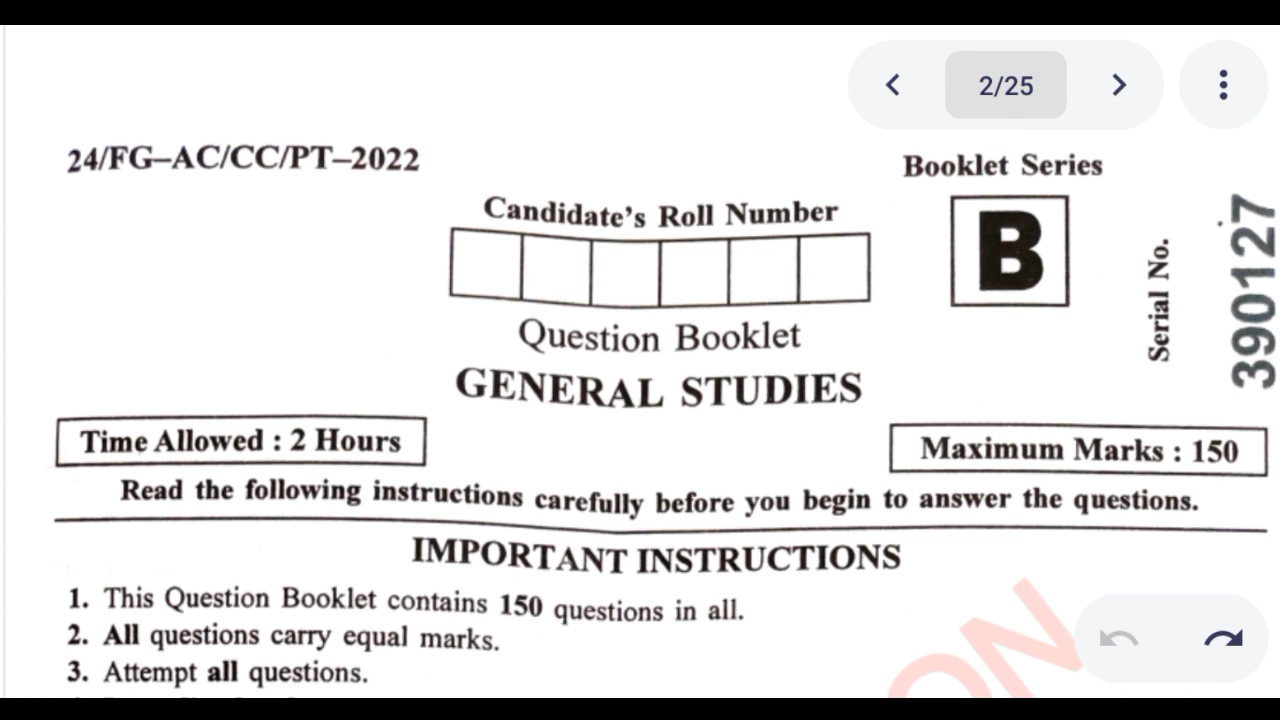 2/25
24/FG–AC/CC/PT–2022
Booklet Series
B
Candidate's Roll Number
Serial No.
390127
Question Booklet
GENERAL STUDIES
Time Allowed : 2 Hours
Maximum Marks : 150
Read the following instructions carefully before you begin to answer the questions.
IMPORTANT INSTRUCTIONS
1. This Question Booklet contains 150 questions in all.
2. All questions carry equal marks.
3. Attempt all questions.
ON